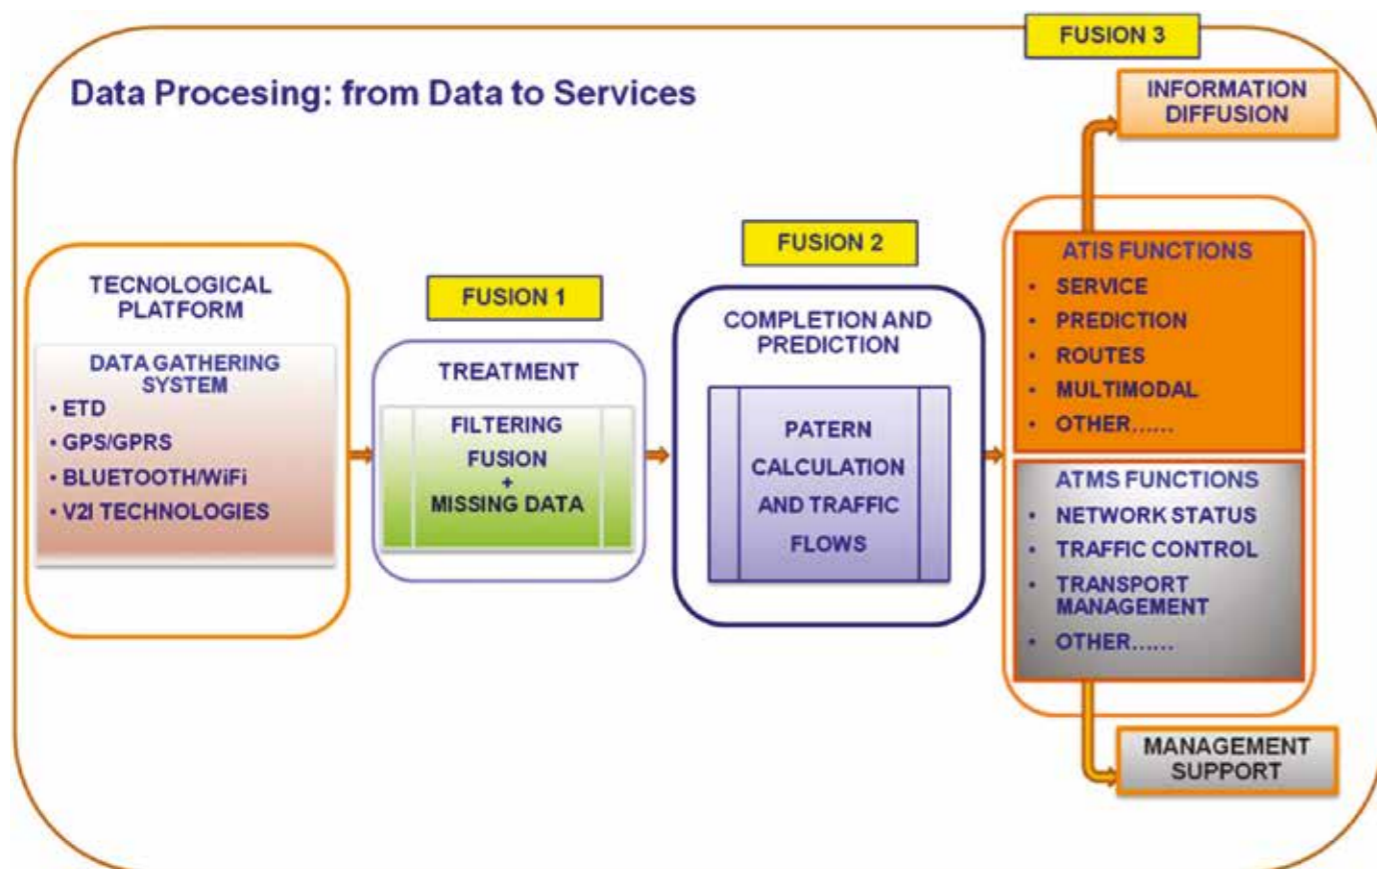 FUSION 3
Data Procesing: from Data to Services
INFORMATION
DIFFUSION
FUSION 2
FUSION 1
TECNOLOGICAL
PLATFORM
DATA GATHERING
SYSTEM
• ETD
• GPS/GPRS
• BLUETOOTH/WiFi
• V2I TECHNOLOGIES
TREATMENT
FILTERING
FUSION
+
MISSING DATA
COMPLETION AND
PREDICTION
PATERN
CALCULATION
AND TRAFFIC
FLOWS
ATIS FUNCTIONS
• SERVICE
• PREDICTION
• ROUTES
• MULTIMODAL
• OTHER……
ATMS FUNCTIONS
• NETWORK STATUS
• TRAFFIC CONTROL
• TRANSPORT
MANAGEMENT
• OTHER……
MANAGEMENT
SUPPORT